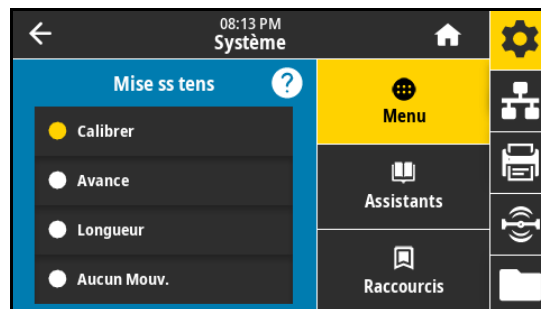 08:13 PM
Système
Mise ss tens
?
Calibrer
Avance
Longueur
Aucun Mouv.
Menu
Assistants
Raccourcis